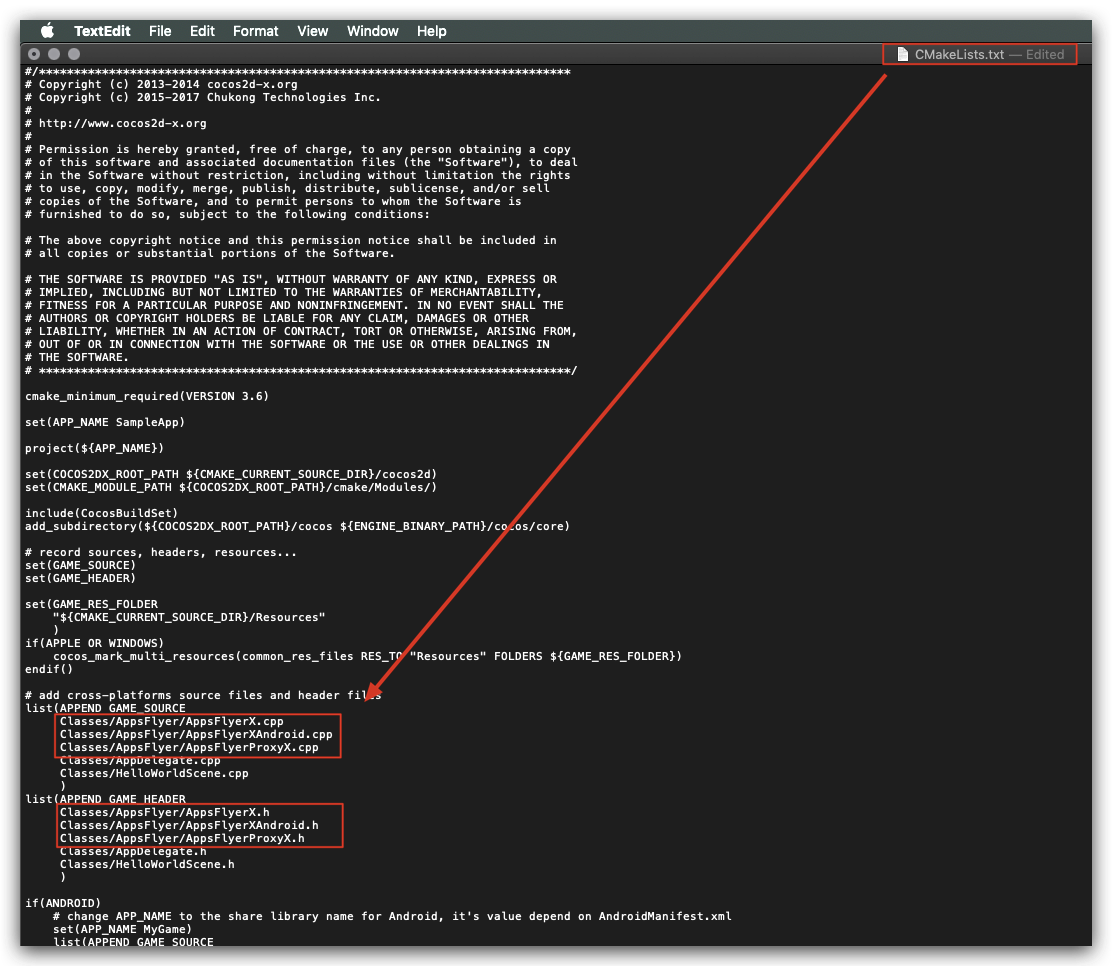 TextEdit File Edit Format View Window Help
CMakeLists.txt — Edited
#/****************************************************************************
# Copyright (c) 2013-2014 cocos2d-x.org
# Copyright (c) 2015-2017 Chukong Technologies Inc.
#
# http://www.cocos2d-x.org
#
# Permission is hereby granted, free of charge, to any person obtaining a copy
# of this software and associated documentation files (the "Software"), to deal
# in the Software without restriction, including without limitation the rights
# to use, copy, modify, merge, publish, distribute, sublicense, and/or sell
# copies of the Software, and to permit persons to whom the Software is
# furnished to do so, subject to the following conditions:

# The above copyright notice and this permission notice shall be included in
# all copies or substantial portions of the Software.

# THE SOFTWARE IS PROVIDED "AS IS", WITHOUT WARRANTY OF ANY KIND, EXPRESS OR
# IMPLIED, INCLUDING BUT NOT LIMITED TO THE WARRANTIES OF MERCHANTABILITY,
# FITNESS FOR A PARTICULAR PURPOSE AND NONINFRINGEMENT. IN NO EVENT SHALL THE
# AUTHORS OR COPYRIGHT HOLDERS BE LIABLE FOR ANY CLAIM, DAMAGES OR OTHER
# LIABILITY, WHETHER IN AN ACTION OF CONTRACT, TORT OR OTHERWISE, ARISING FROM,
# OUT OF OR IN CONNECTION WITH THE SOFTWARE OR THE USE OR OTHER DEALINGS IN
# THE SOFTWARE.
# ****************************************************************************/

cmake_minimum_required(VERSION 3.6)

set(APP_NAME SampleApp)

project(${APP_NAME})

set(COCOS2DX_ROOT_PATH ${CMAKE_CURRENT_SOURCE_DIR}/cocos2d)
set(CMAKE_MODULE_PATH ${COCOS2DX_ROOT_PATH}/cmake/Modules/)

include(CocosBuildSet)
add_subdirectory(${COCOS2DX_ROOT_PATH}/cocos ${ENGINE_BINARY_PATH}/cocos/core)

# record sources, headers, resources...
set(GAME_SOURCE)
set(GAME_HEADER)

set(GAME_RES_FOLDER
    "${CMAKE_CURRENT_SOURCE_DIR}/Resources"
    )
if(APPLE OR WINDOWS)
    cocos_mark_multi_resources(common_res_files RES_TO "Resources" FOLDERS ${GAME_RES_FOLDER})
endif()

# add cross-platforms source files and header files
list(APPEND GAME_SOURCE
     Classes/AppsFlyer/AppsFlyerX.cpp
     Classes/AppsFlyer/AppsFlyerXAndroid.cpp
     Classes/AppsFlyer/AppsFlyerProxyX.cpp
     Classes/AppDelegate.cpp
     Classes/HelloWorldScene.cpp
     )
list(APPEND GAME_HEADER
     Classes/AppsFlyer/AppsFlyerX.h
     Classes/AppsFlyer/AppsFlyerXAndroid.h
     Classes/AppsFlyer/AppsFlyerProxyX.h
     Classes/AppDelegate.h
     Classes/HelloWorldScene.h
     )

if(ANDROID)
    # change APP_NAME to the share library name for Android, it's value depend on AndroidManifest.xml
    set(APP_NAME MyGame)
    list(APPEND GAME_SOURCE